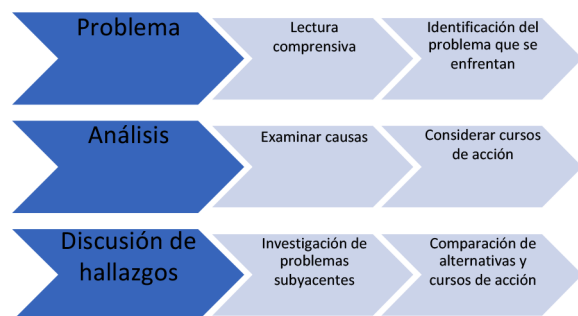 Problema
Lectura
comprensiva
Identificación del
problema que se
enfrentan
Análisis
Examinar causas
Considerar cursos
de acción
Discusión de
hallazgos
Investigación de
problemas
subyacentes
Comparación de
alternativas y
cursos de acción